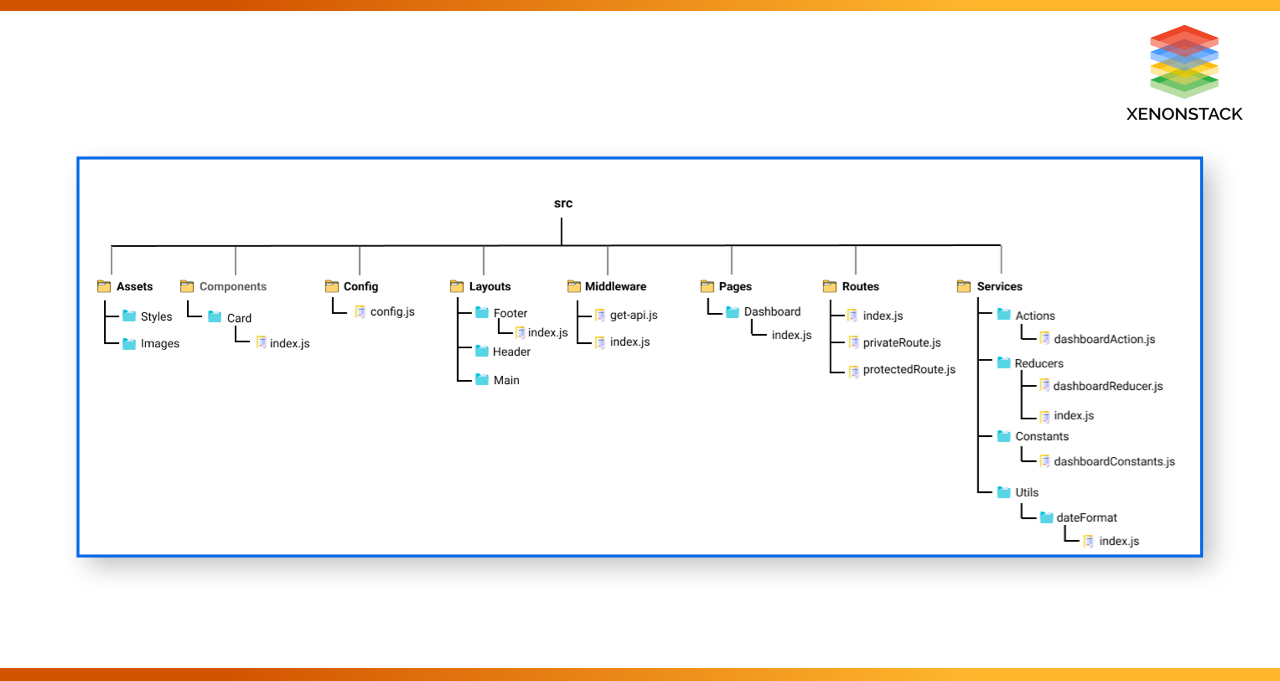 XENONSTACK
src
Assets
Styles
Images
Components
Card
index.js
Config
config.js
Layouts
Footer
index.js
Header
Main
Middleware
get-api.js
index.js
Pages
Dashboard
index.js
Routes
index.js
privateRoute.js
protectedRoute.js
Services
Actions
dashboardAction.js
Reducers
dashboardReducer.js
index.js
Constants
dashboardConstants.js
Utils
dateFormat
index.js